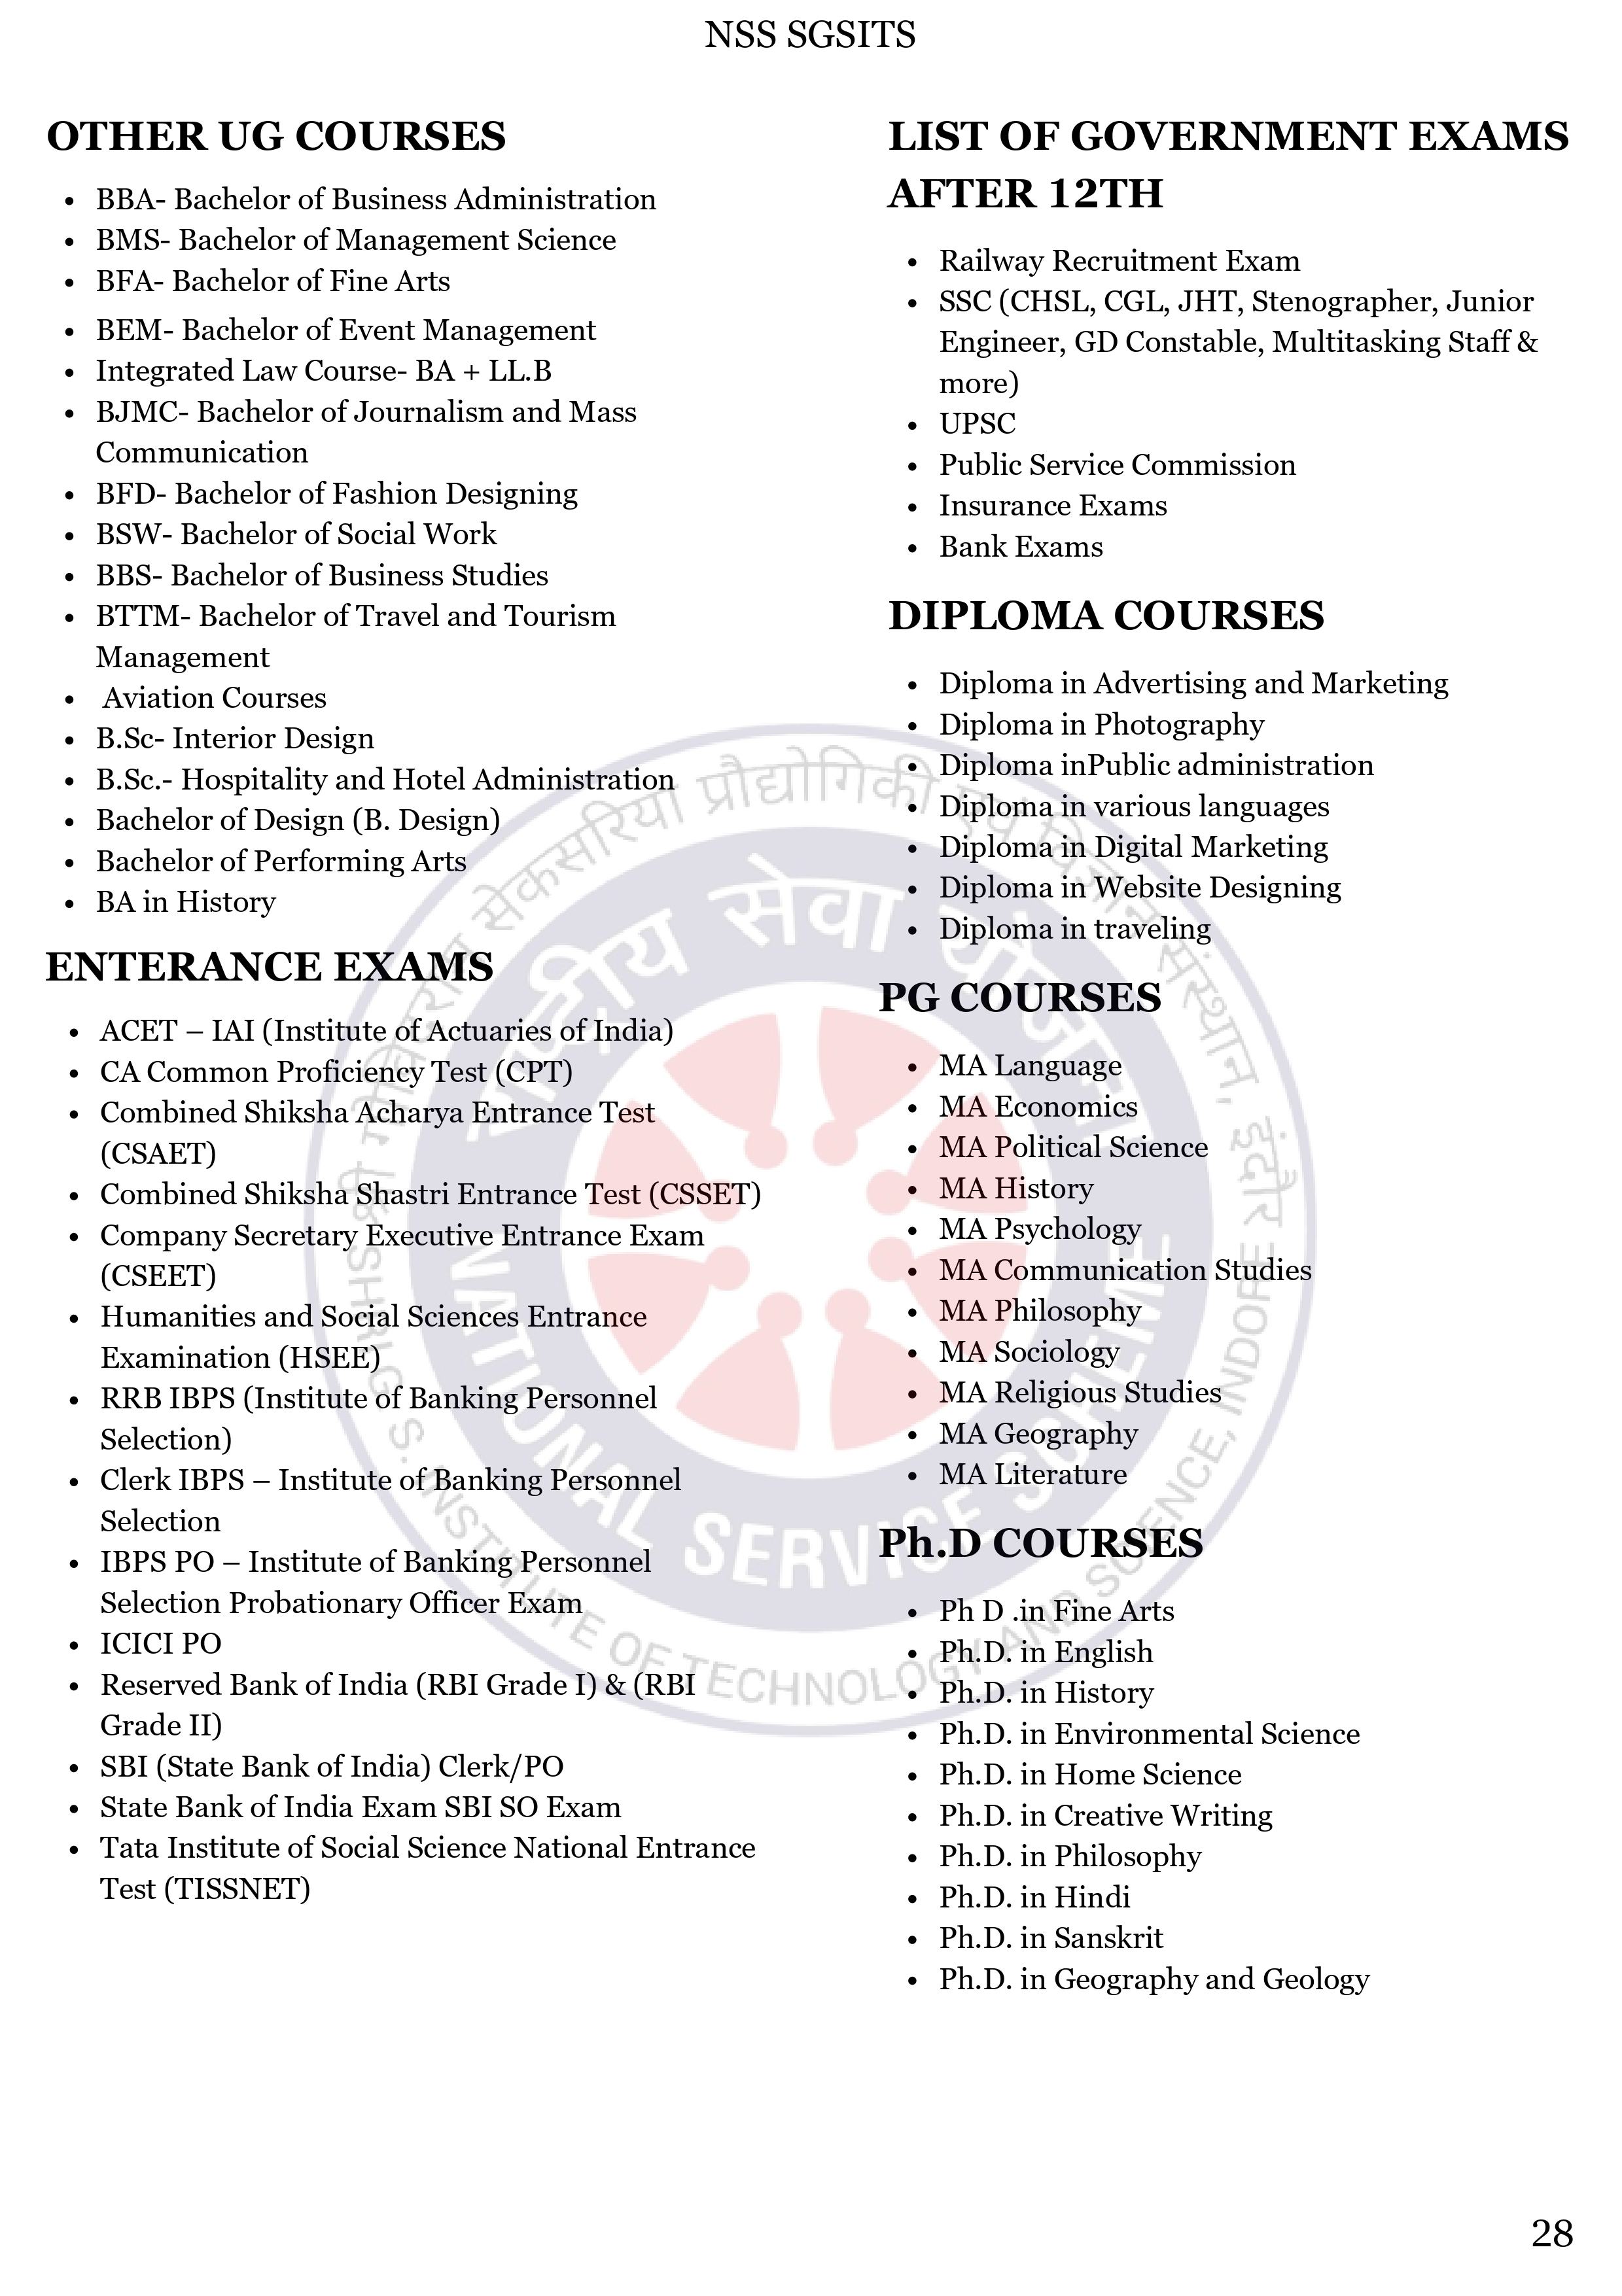 NSS SGSITS
OTHER UG COURSES
• BBA- Bachelor of Business Administration
• BMS- Bachelor of Management Science
• BFA- Bachelor of Fine Arts
• BEM- Bachelor of Event Management
• Integrated Law Course- BA + LL.B
• BJMC- Bachelor of Journalism and Mass
Communication
• BFD- Bachelor of Fashion Designing
• BSW- Bachelor of Social Work
• BBS- Bachelor of Business Studies
• BTTM- Bachelor of Travel and Tourism
Management
• Aviation Courses
• B.Sc- Interior Design
• B.Sc.- Hospitality and Hotel Administration
• Bachelor of Design (B. Design)
• Bachelor of Performing Arts
• BA in History
ENTERANCE EXAMS
• ACET – IAI (Institute of Actuaries of India)
• CA Common Proficiency Test (CPT)
• Combined Shiksha Acharya Entrance Test
(CSAET)
• Combined Shiksha Shastri Entrance Test (CSSET)
• Company Secretary Executive Entrance Exam
(CSEET)
• Humanities and Social Sciences Entrance
Examination (HSEE)
• RRB IBPS (Institute of Banking Personnel
Selection)
• Clerk IBPS – Institute of Banking Personnel
Selection
• IBPS PO – Institute of Banking Personnel
Selection Probationary Officer Exam
• ICICI PO
• Reserved Bank of India (RBI Grade I) & (RBI
Grade II)
• SBI (State Bank of India) Clerk/PO
• State Bank of India Exam SBI SO Exam
• Tata Institute of Social Science National Entrance
Test (TISSNET)
LIST OF GOVERNMENT EXAMS
AFTER 12TH
• Railway Recruitment Exam
• SSC (CHSL, CGL, JHT, Stenographer, Junior
Engineer, GD Constable, Multitasking Staff &
more)
• UPSC
• Public Service Commission
• Insurance Exams
• Bank Exams
DIPLOMA COURSES
• Diploma in Advertising and Marketing
• Diploma in Photography
• Diploma inPublic administration
• Diploma in various languages
• Diploma in Digital Marketing
• Diploma in Website Designing
• Diploma in traveling
PG COURSES
• MA Language
• MA Economics
• MA Political Science
• MA History
• MA Psychology
• MA Communication Studies
• MA Philosophy
• MA Sociology
• MA Religious Studies
• MA Geography
• MA Literature
Ph.D COURSES
• Ph D .in Fine Arts
• Ph.D. in English
• Ph.D. in History
• Ph.D. in Environmental Science
• Ph.D. in Home Science
• Ph.D. in Creative Writing
• Ph.D. in Philosophy
• Ph.D. in Hindi
• Ph.D. in Sanskrit
• Ph.D. in Geography and Geology
श्री सेकसरिया प्रौद्योगिकी एवं विज्ञान संस्थान, इंदौर
राष्ट्रीय सेवा योजना
NATIONAL SERVICE SCHEME
SHRI G. S. INSTITUTE OF TECHNOLOGY AND SCIENCE, INDORE
28